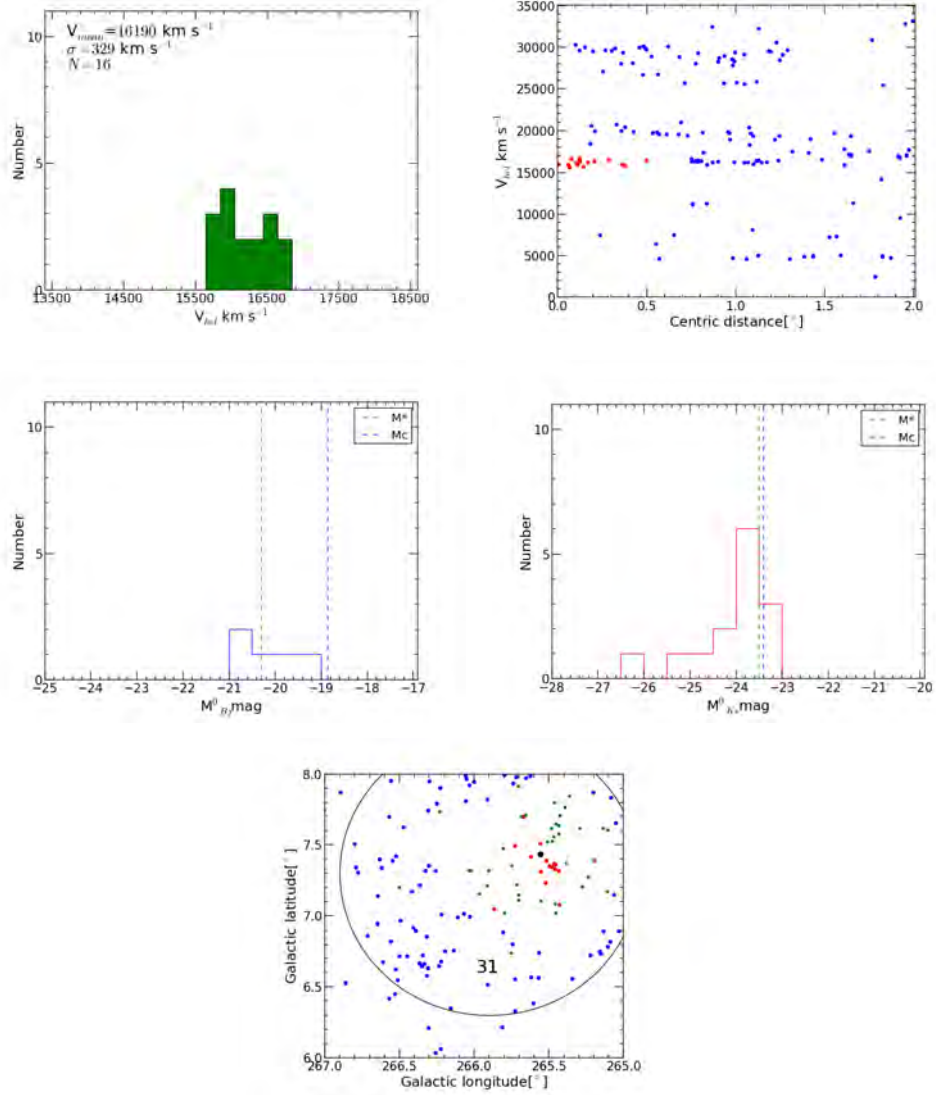 V_mean=16190 km s⁻¹
σ=329 km s⁻¹
N=16
10
5
0
Number
13500 14500 15500 16500 17500 18500
V_hel km s⁻¹
35000
30000
25000
20000
15000
10000
5000
0
V_hel km s⁻¹
0.0 0.5 1.0 1.5 2.0
Centric distance[°]
M*
Mc
10
5
0
Number
−25 −24 −23 −22 −21 −20 −19 −18 −17
M⁰_BJ mag
M*
Mc
10
5
0
Number
−28 −27 −26 −25 −24 −23 −22 −21 −20
M⁰_Ks mag
8.0
7.5
7.0
6.5
6.0
Galactic latitude[°]
31
267.0 266.5 266.0 265.5 265.0
Galactic longitude[°]